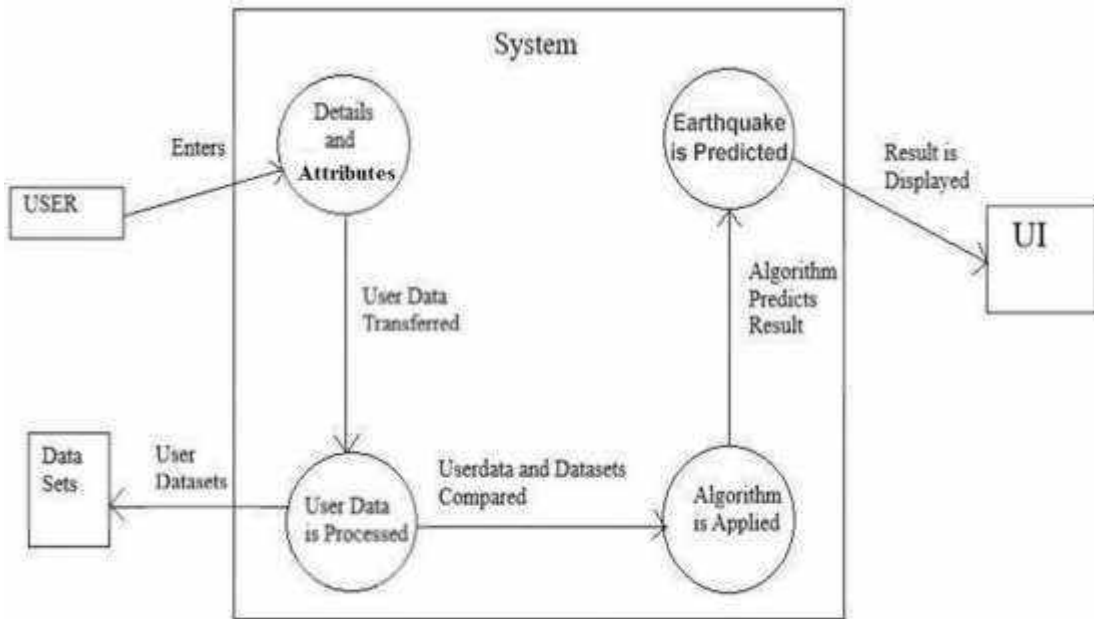 System
Enters
USER
Details
and
Attributes
User Data
Transferred
Data
Sets
User
Datasets
User Data
is Processed
Userdata and Datasets
Compared
Algorithm
is Applied
Algorithm
Predicts
Result
Earthquake
is Predicted
Result is
Displayed
UI